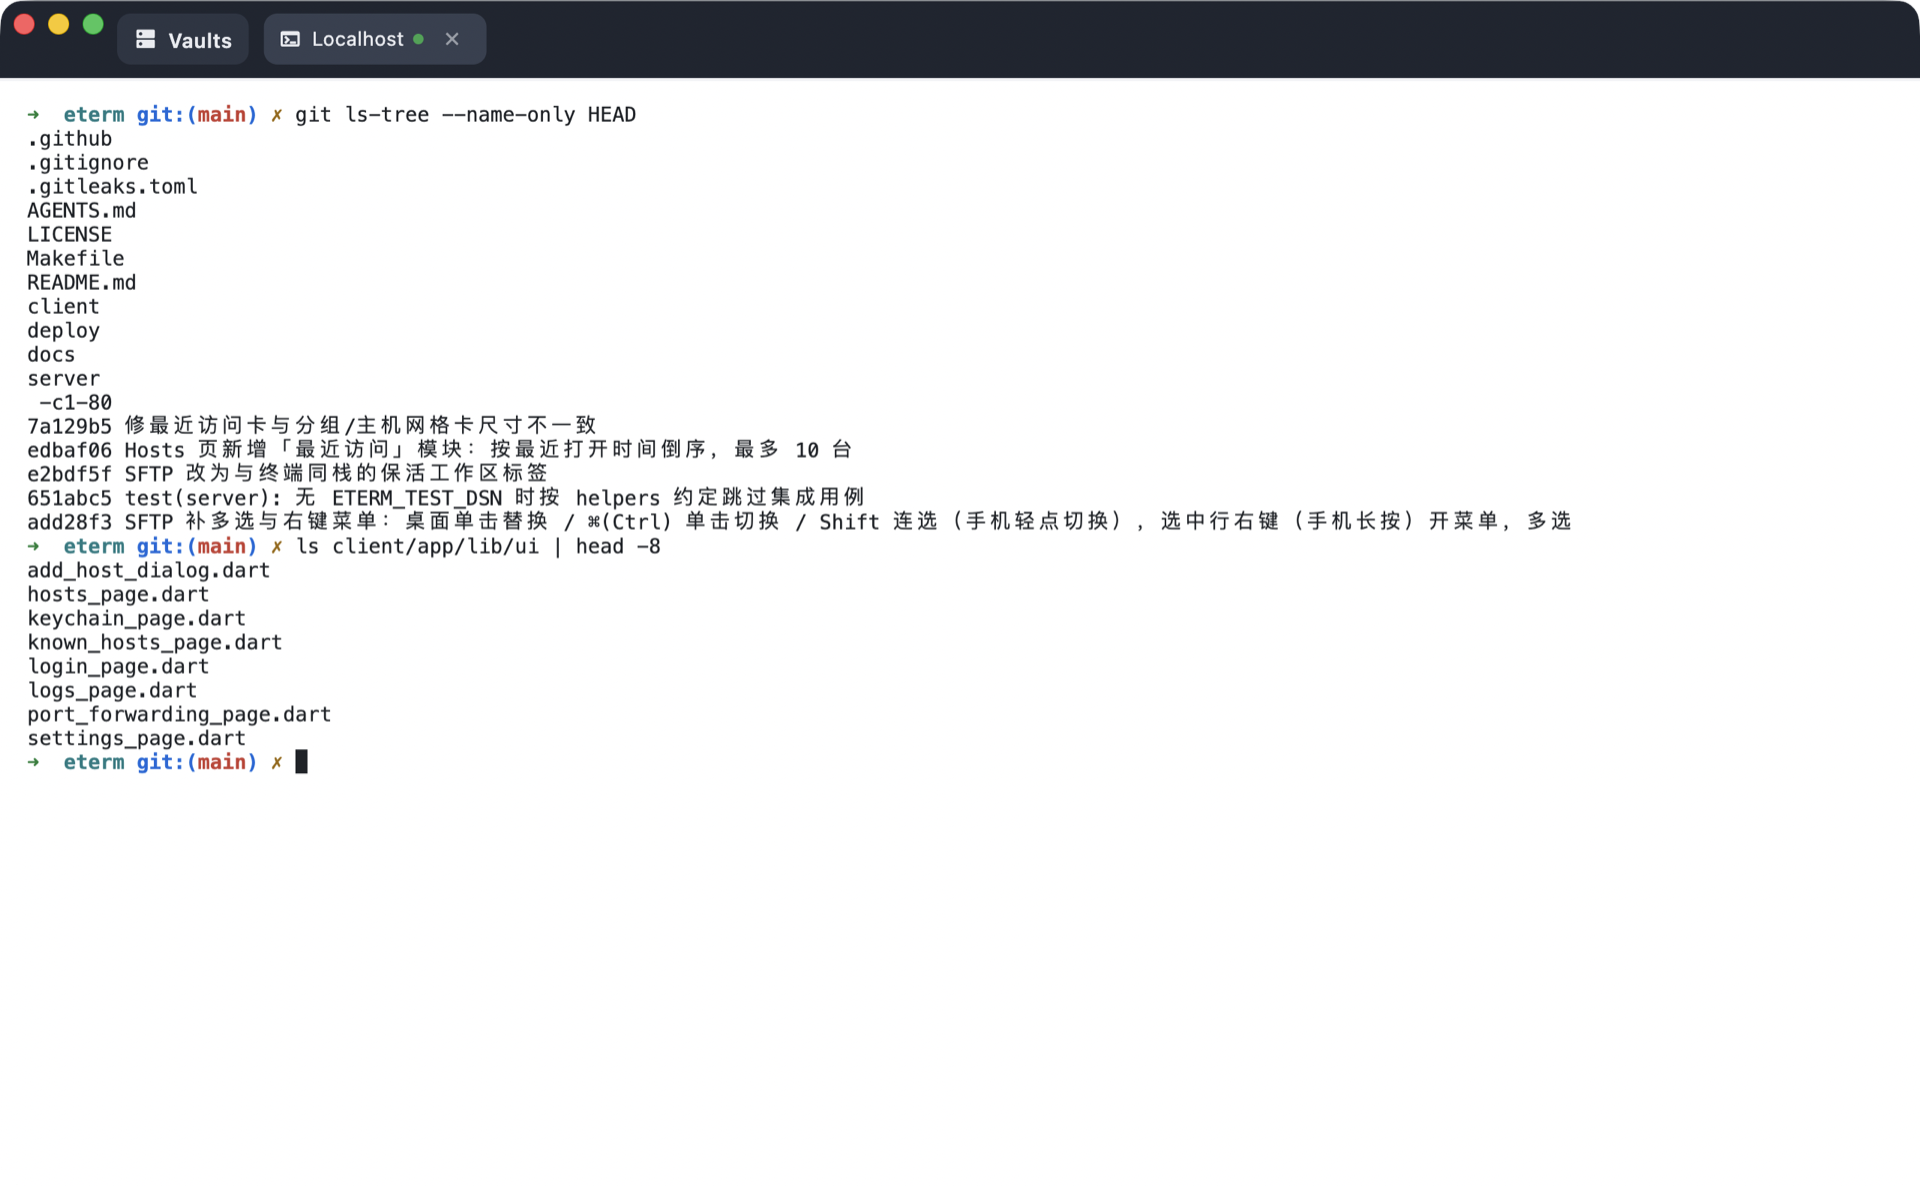 Vaults
Localhost
➜  eterm git:(main) ✗ git ls-tree --name-only HEAD
.github
.gitignore
.gitleaks.toml
AGENTS.md
LICENSE
Makefile
README.md
client
deploy
docs
server
 -c1-80
7a129b5 修最近访问卡与分组/主机网格卡尺寸不一致
edbaf06 Hosts 页新增「最近访问」模块：按最近打开时间倒序，最多 10 台
e2bdf5f SFTP 改为与终端同栈的保活工作区标签
651abc5 test(server): 无 ETERM_TEST_DSN 时按 helpers 约定跳过集成用例
add28f3 SFTP 补多选与右键菜单：桌面单击替换 / ⌘(Ctrl) 单击切换 / Shift 连选（手机轻点切换），选中行右键（手机长按）开菜单，多选
➜  eterm git:(main) ✗ ls client/app/lib/ui | head -8
add_host_dialog.dart
hosts_page.dart
keychain_page.dart
known_hosts_page.dart
login_page.dart
logs_page.dart
port_forwarding_page.dart
settings_page.dart
➜  eterm git:(main) ✗